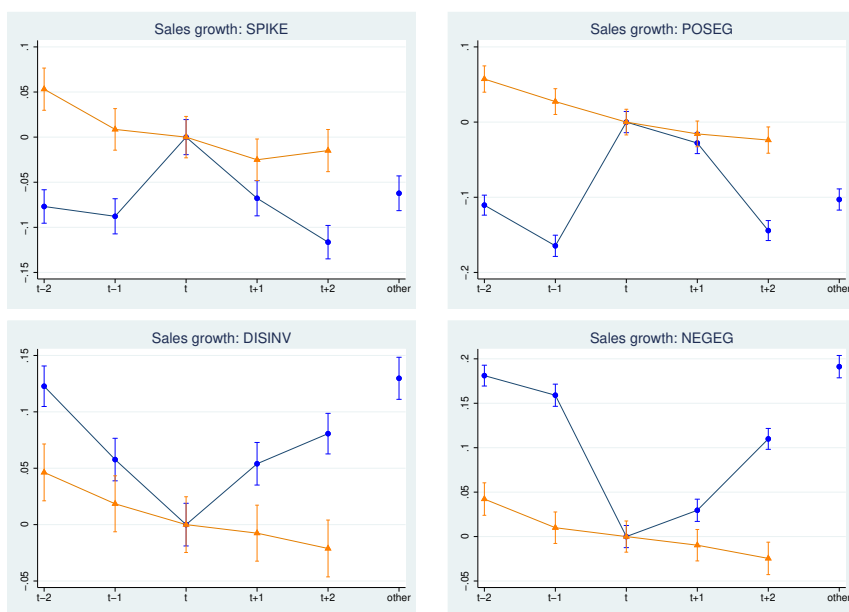 Sales growth: SPIKE
.1
.05
0
−.05
−.1
−.15
t−2 t−1 t t+1 t+2 other
Sales growth: POSEG
.1
0
−.1
−.2
t−2 t−1 t t+1 t+2 other
Sales growth: DISINV
.15
.1
.05
0
−.05
t−2 t−1 t t+1 t+2 other
Sales growth: NEGEG
.2
.15
.1
.05
0
−.05
t−2 t−1 t t+1 t+2 other